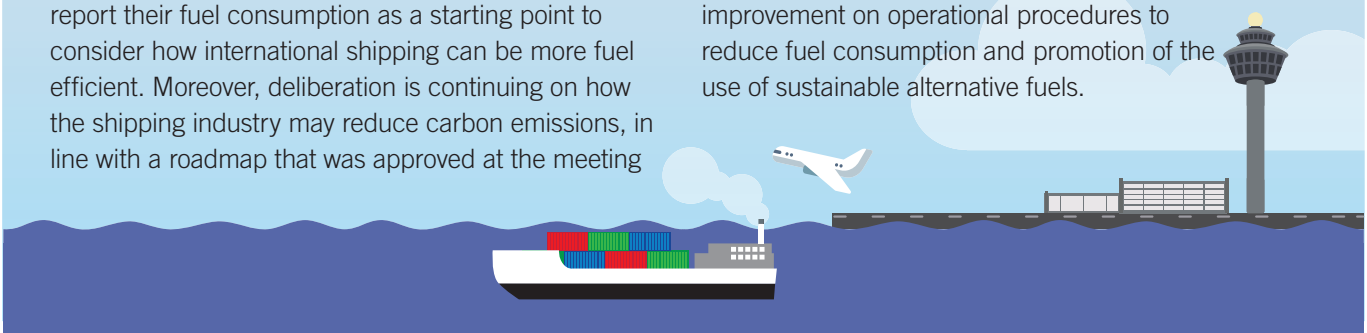 report their fuel consumption as a starting point to
consider how international shipping can be more fuel
efficient. Moreover, deliberation is continuing on how
the shipping industry may reduce carbon emissions, in
line with a roadmap that was approved at the meeting
improvement on operational procedures to
reduce fuel consumption and promotion of the
use of sustainable alternative fuels.